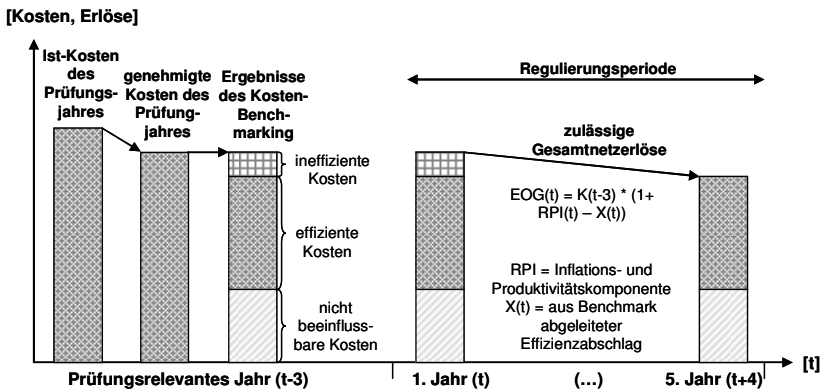 [Kosten, Erlöse]
Ist-Kosten
des
Prüfungs-
jahres
genehmigte
Kosten des
Prüfung-
jahres
Ergebnisse
des Kosten-
Bench-
marking
ineffiziente
Kosten
effiziente
Kosten
nicht
beeinfluss-
bare Kosten
Regulierungsperiode
zulässige
Gesamtnetzerlöse
EOG(t) = K(t-3) * (1+
RPI(t) – X(t))
RPI = Inflations- und
Produktivitätskomponente
X(t) = aus Benchmark
abgeleiteter
Effizienzabschlag
[t]
Prüfungsrelevantes Jahr (t-3)
1. Jahr (t)
(...)
5. Jahr (t+4)